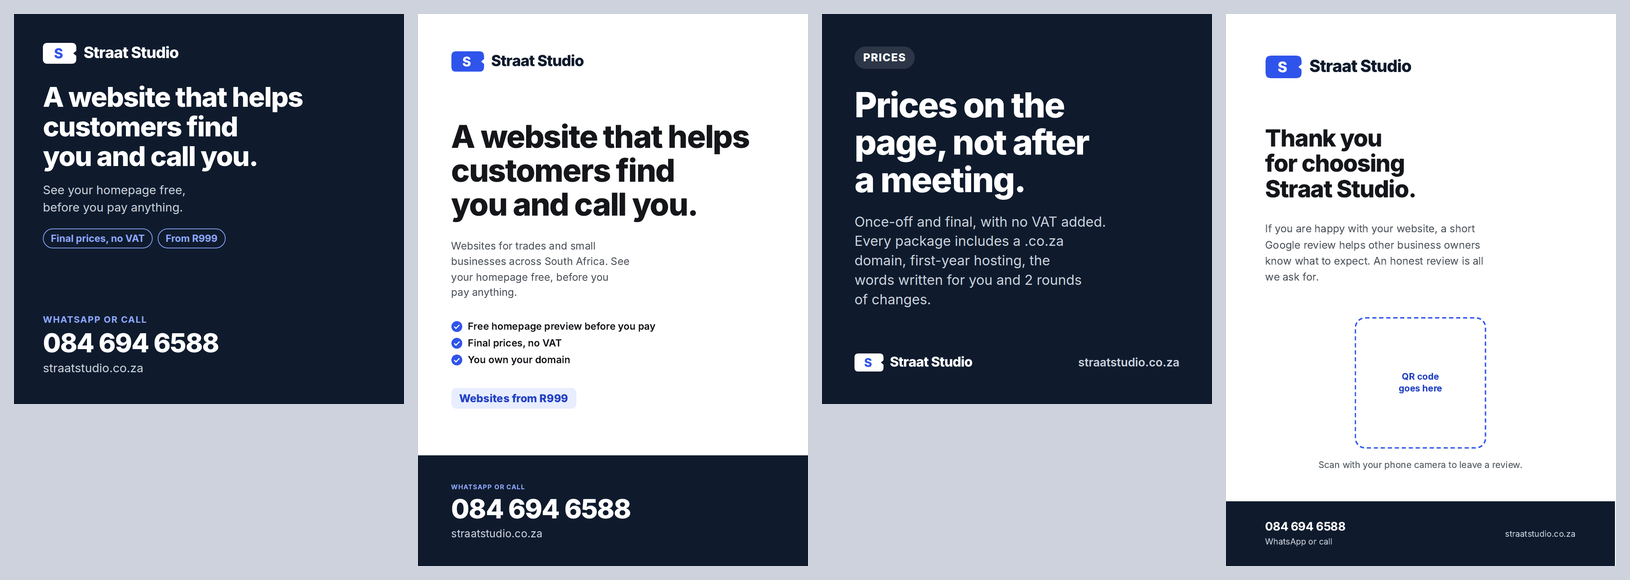 S Straat Studio
A website that helps
customers find
you and call you.
See your homepage free,
before you pay anything.
Final prices, no VAT From R999
WHATSAPP OR CALL
084 694 6588
straatstudio.co.za
S Straat Studio
A website that helps
customers find
you and call you.
Websites for trades and small
businesses across South Africa. See
your homepage free, before you
pay anything.
Free homepage preview before you pay
Final prices, no VAT
You own your domain
Websites from R999
WHATSAPP OR CALL
084 694 6588
straatstudio.co.za
PRICES
Prices on the
page, not after
a meeting.
Once-off and final, with no VAT added.
Every package includes a .co.za
domain, first-year hosting, the
words written for you and 2 rounds
of changes.
S Straat Studio straatstudio.co.za
S Straat Studio
Thank you
for choosing
Straat Studio.
If you are happy with your website, a short
Google review helps other business owners
know what to expect. An honest review is all
we ask for.
QR code
goes here
Scan with your phone camera to leave a review.
084 694 6588
WhatsApp or call
straatstudio.co.za